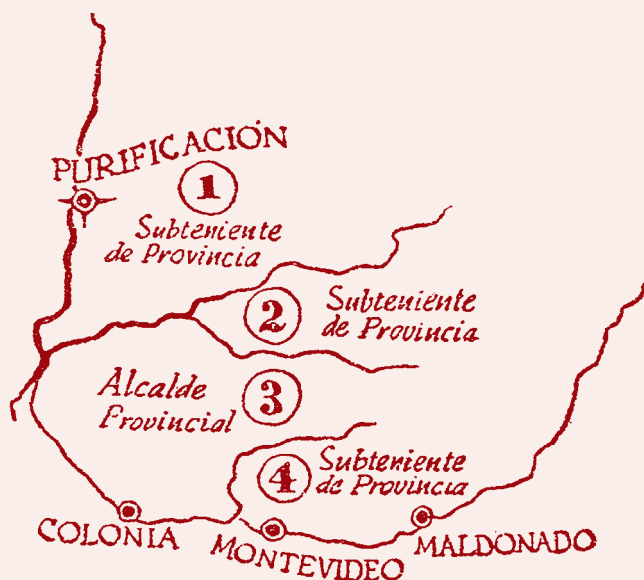 PURIFICACIÓN
1
Subteniente
de Provincia
2
Subteniente
de Provincia
Alcalde
Provincial
3
4
Subteniente
de Provincia
COLONIA
MONTEVIDEO
MALDONADO